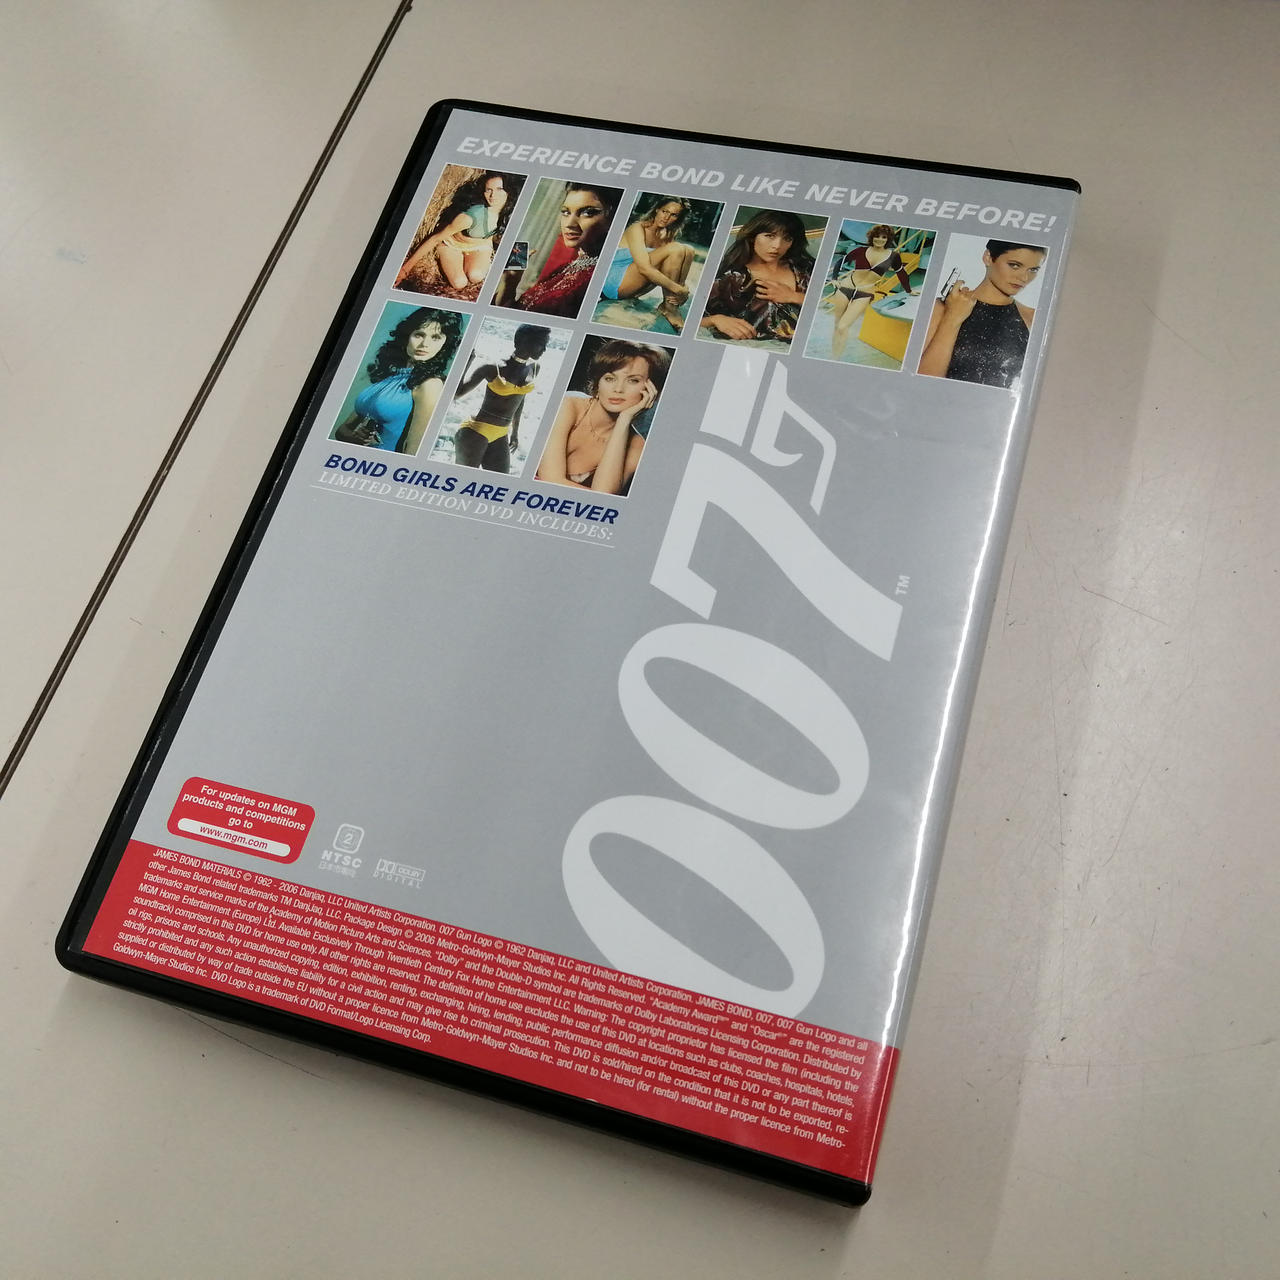 EXPERIENCE BOND LIKE NEVER BEFORE!
BOND GIRLS ARE FOREVER
LIMITED EDITION DVD INCLUDES:
007
TM
For updates on MGM
products and competitions
go to
www.mgm.com
2
NTSC
日本市場向
DOLBY
DIGITAL
JAMES BOND MATERIALS © 1962 - 2006 Danjaq, LLC United Artists Corporation. 007 Gun Logo © 1962 Danjaq, LLC and United Artists Corporation. JAMES BOND, 007, 007 Gun Logo and all
other James Bond related trademarks TM DanjJaq, LLC. Package Design © 2006 Metro-Goldwyn-Mayer Studios Inc. All Rights Reserved. "Academy Award®" and "Oscar®" are the registered
trademarks and service marks of the Academy of Motion Picture Arts and Sciences. "Dolby" and the Double-D symbol are trademarks of Dolby Laboratories Licensing Corporation. Distributed by
MGM Home Entertainment (Europe) Ltd. Available Exclusively Through Twentieth Century Fox Home Entertainment LLC. Warning: The copyright proprietor has licensed the film (including the
soundtrack) comprised in this DVD for home use only. All other rights are reserved. The definition of home use excludes the use of this DVD at locations such as clubs, coaches, hospitals, hotels,
oil rigs, prisons and schools. Any unauthorized copying, edition, exhibition, renting, exchanging, hiring, lending, public performance diffusion and/or broadcast of this DVD or any part thereof is
strictly prohibited and any such action establishes liability for a civil action and may give rise to criminal prosecution. This DVD is sold/hired on the condition that it is not to be exported, re-
supplied or distributed by way of trade outside the EU without a proper licence from Metro-Goldwyn-Mayer Studios Inc. and not to be hired (for rental) without the proper licence from Metro-
Goldwyn-Mayer Studios Inc. DVD Logo is a trademark of DVD Format/Logo Licensing Corp.